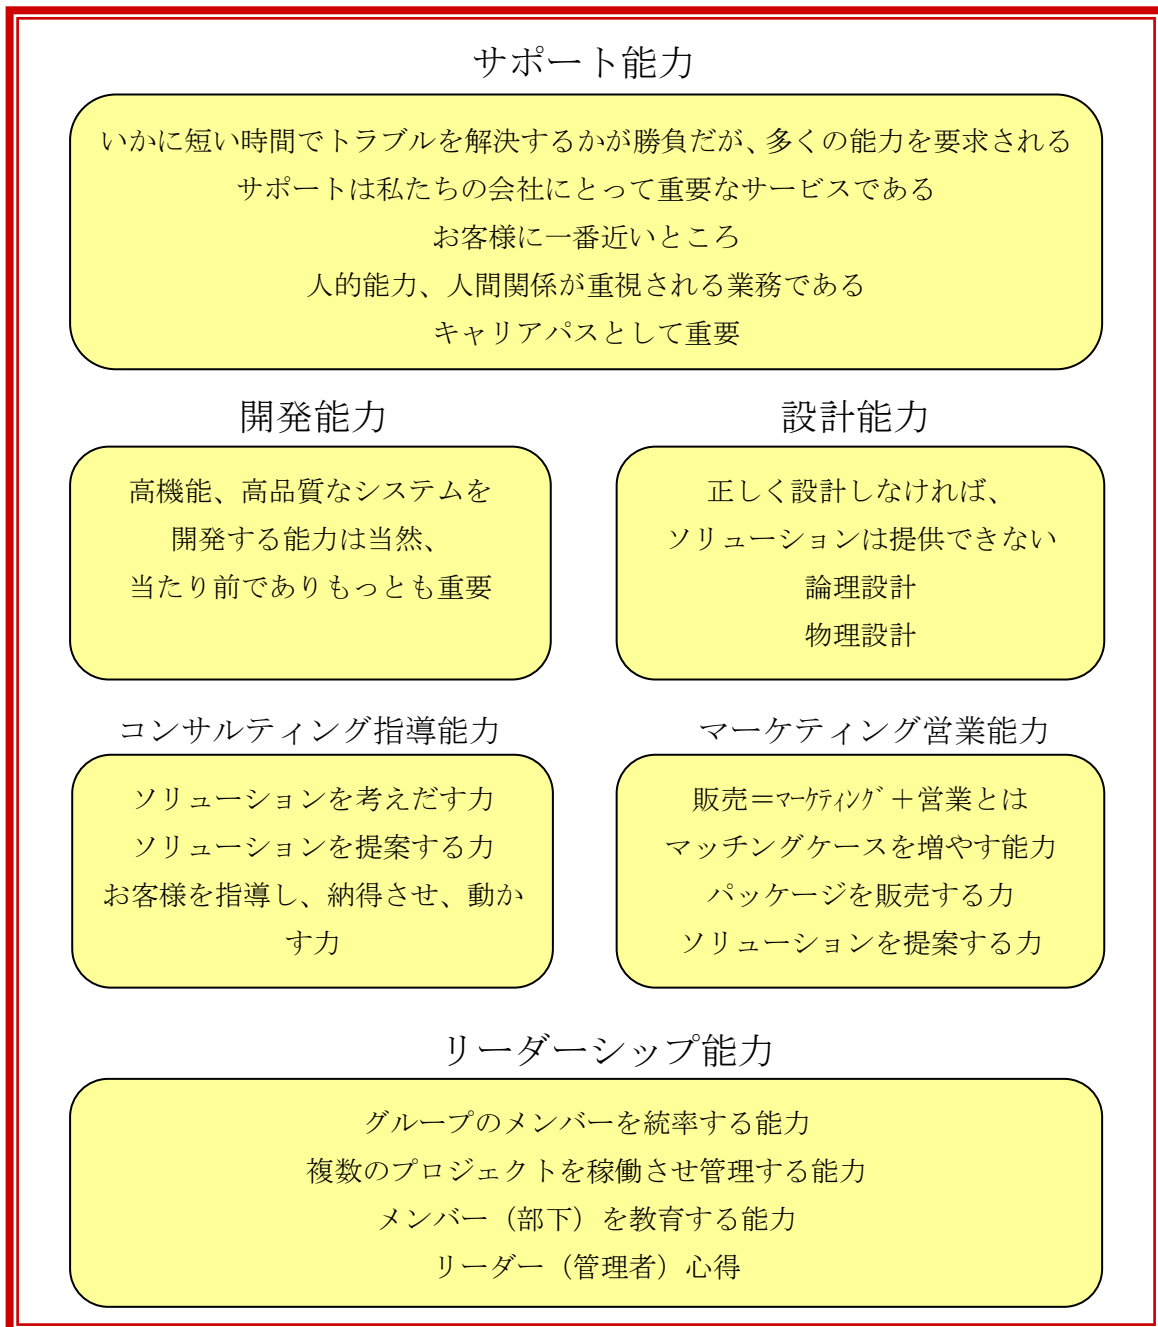 サポート能力
いかに短い時間でトラブルを解決するかが勝負だが、多くの能力を要求される
サポートは私たちの会社にとって重要なサービスである
お客様に一番近いところ
人的能力、人間関係が重視される業務である
キャリアパスとして重要
開発能力
高機能、高品質なシステムを
開発する能力は当然、
当たり前でありもっとも重要
設計能力
正しく設計しなければ、
ソリューションは提供できない
論理設計
物理設計
コンサルティング指導能力
ソリューションを考えだす力
ソリューションを提案する力
お客様を指導し、納得させ、動か
す力
マーケティング営業能力
販売＝ﾏｰｹﾃｨﾝｸﾞ＋営業とは
マッチングケースを増やす能力
パッケージを販売する力
ソリューションを提案する力
リーダーシップ能力
グループのメンバーを統率する能力
複数のプロジェクトを稼働させ管理する能力
メンバー（部下）を教育する能力
リーダー（管理者）心得